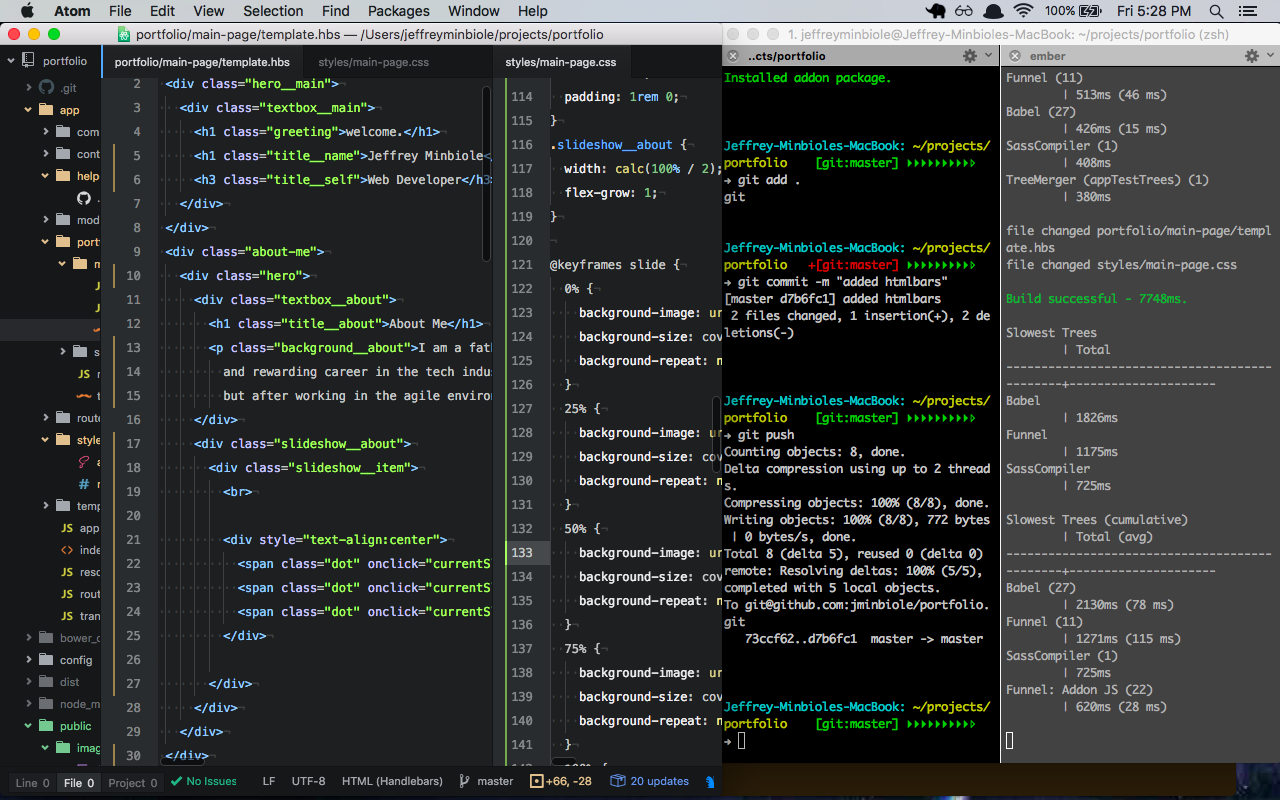 Atom File Edit View Selection Find Packages Window Help 100% Fri 5:28 PM
portfolio/main-page/template.hbs — /Users/jeffreyminbiole/projects/portfolio
portfolio
.git
app
com
cont
help
.
mod
port
m
s
JS
t
route
style
a
# r
temp
JS app
<> inde
JS reso
JS rout
JS tran
bower_c
config
dist
node_m
public
imag
portfolio/main-page/template.hbs styles/main-page.css
2 <div class="hero__main">
3 <div class="textbox__main">
4 <h1 class="greeting">welcome.</h1>
5 <h1 class="title__name">Jeffrey Minbiole<
6 <h3 class="title__self">Web Developer</h3
7 </div>
8 </div>
9 <div class="about-me">
10 <div class="hero">
11 <div class="textbox__about">
12 <h1 class="title__about">About Me</h1>
13 <p class="background__about">I am a fath
14 and rewarding career in the tech indus
15 but after working in the agile environ
16 </div>
17 <div class="slideshow__about">
18 <div class="slideshow__item">
19 <br>
20
21 <div style="text-align:center">
22 <span class="dot" onclick="currentSl
23 <span class="dot" onclick="currentSl
24 <span class="dot" onclick="currentSl
25 </div>
26
27 </div>
28 </div>
29 </div>
30 </div>
styles/main-page.css
114 padding: 1rem 0;
115 }
116 .slideshow__about {
117 width: calc(100% / 2);
118 flex-grow: 1;
119 }
120
121 @keyframes slide {
122 0% {
123 background-image: ur
124 background-size: cov
125 background-repeat: n
126 }
127 25% {
128 background-image: ur
129 background-size: cov
130 background-repeat: n
131 }
132 50% {
133 background-image: ur
134 background-size: cov
135 background-repeat: n
136 }
137 75% {
138 background-image: ur
139 background-size: cov
140 background-repeat: n
141 }
Line 0 File 0 Project 0 No Issues LF UTF-8 HTML (Handlebars) master +66, -28 20 updates
1. jeffreyminbiole@Jeffrey-Minbioles-MacBook: ~/projects/portfolio (zsh)
..cts/portfolio
Installed addon package.
Jeffrey-Minbioles-MacBook: ~/projects/
portfolio [git:master]
➜ git add .
git
Jeffrey-Minbioles-MacBook: ~/projects/
portfolio +[git:master]
➜ git commit -m "added htmlbars"
[master d7b6fc1] added htmlbars
2 files changed, 1 insertion(+), 2 de
letions(-)
Jeffrey-Minbioles-MacBook: ~/projects/
portfolio [git:master]
➜ git push
Counting objects: 8, done.
Delta compression using up to 2 thread
s.
Compressing objects: 100% (8/8), done.
Writing objects: 100% (8/8), 772 bytes
| 0 bytes/s, done.
Total 8 (delta 5), reused 0 (delta 0)
remote: Resolving deltas: 100% (5/5),
completed with 5 local objects.
To git@github.com:jminbiole/portfolio.
git
73ccf62..d7b6fc1 master -> master
Jeffrey-Minbioles-MacBook: ~/projects/
portfolio [git:master]
➜
ember
Funnel (11)
| 513ms (46 ms)
Babel (27)
| 426ms (15 ms)
SassCompiler (1)
| 408ms
TreeMerger (appTestTrees) (1)
| 380ms
file changed portfolio/main-page/templ
ate.hbs
file changed styles/main-page.css
Build successful - 7748ms.
Slowest Trees
| Total
--------------------------------------
--------+---------------------
Babel
| 1826ms
Funnel
| 1175ms
SassCompiler
| 725ms
Slowest Trees (cumulative)
| Total (avg)
--------------------------------------
--------+---------------------
Babel (27)
| 2130ms (78 ms)
Funnel (11)
| 1271ms (115 ms)
SassCompiler (1)
| 725ms
Funnel: Addon JS (22)
| 620ms (28 ms)